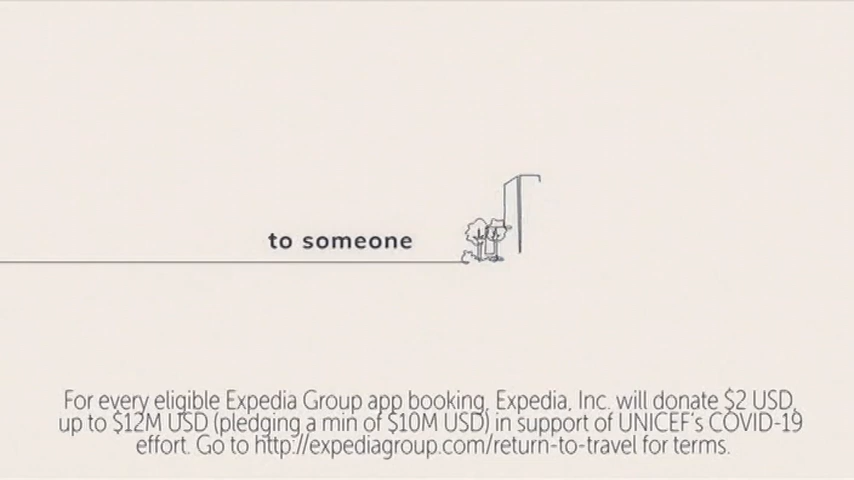 to someone
For every eligible Expedia Group app booking, Expedia, Inc. will donate $2 USD,
up to $12M USD (pledging a min of $10M USD) in support of UNICEF's COVID-19
effort. Go to http://expediagroup.com/return-to-travel for terms.